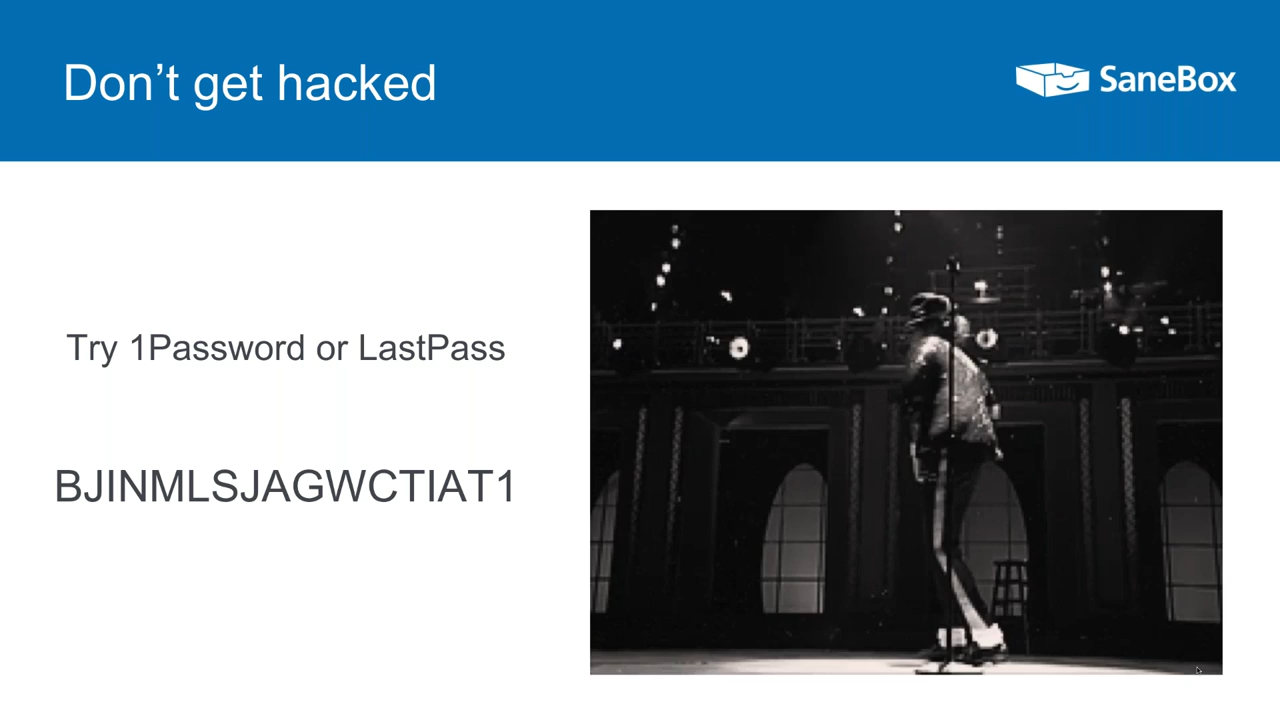 Don’t get hacked
SaneBox
Try 1Password or LastPass
BJINMLSJAGWCTIAT1